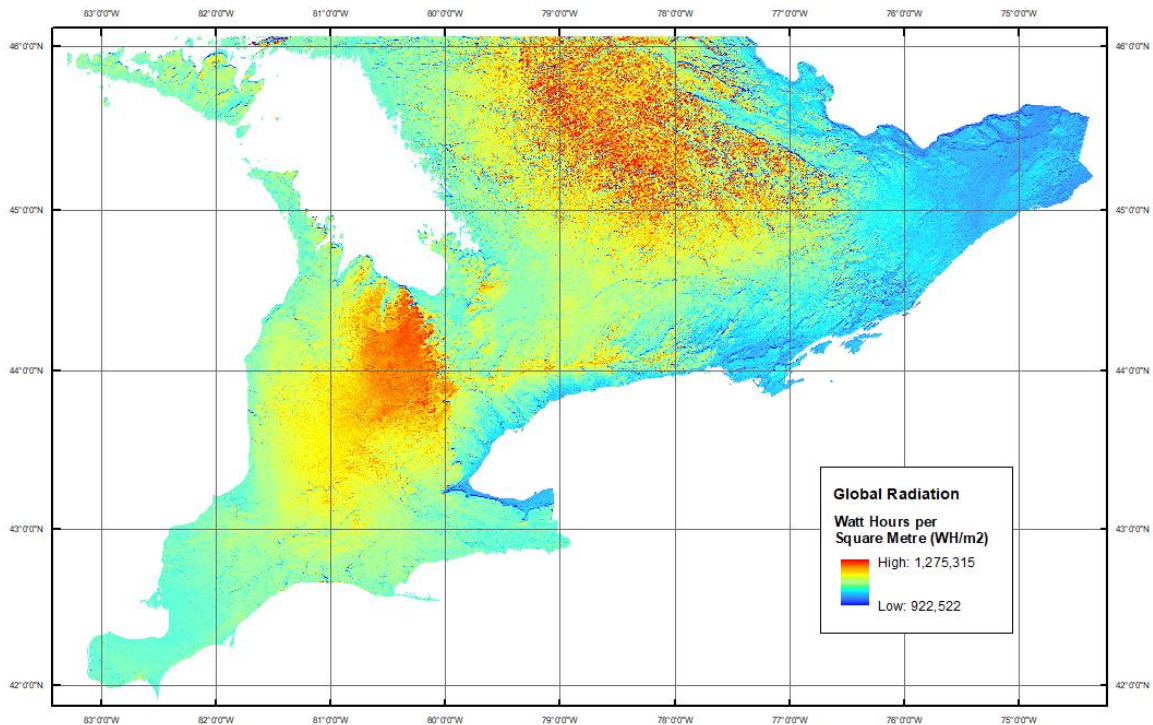 83°0'0"W 82°0'0"W 81°0'0"W 80°0'0"W 79°0'0"W 78°0'0"W 77°0'0"W 76°0'0"W 75°0'0"W
46°0'0"N 46°0'0"N
45°0'0"N 45°0'0"N
44°0'0"N 44°0'0"N
Global Radiation
Watt Hours per
Square Metre (WH/m2)
High: 1,275,315
Low: 922,522
43°0'0"N 43°0'0"N
42°0'0"N 42°0'0"N
83°0'0"W 82°0'0"W 81°0'0"W 80°0'0"W 79°0'0"W 78°0'0"W 77°0'0"W 76°0'0"W 75°0'0"W